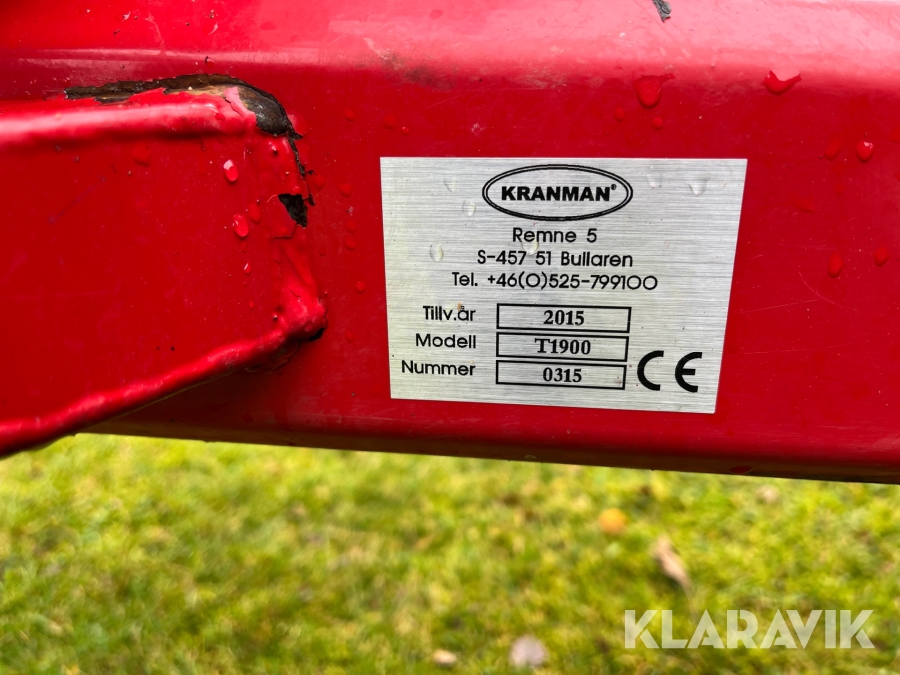 KRANMAN®
Remne 5
S-457 51 Bullaren
Tel. +46(0)525-799100
Tillv.år 2015
Modell T1900
Nummer 0315
CE
KLARAVIK